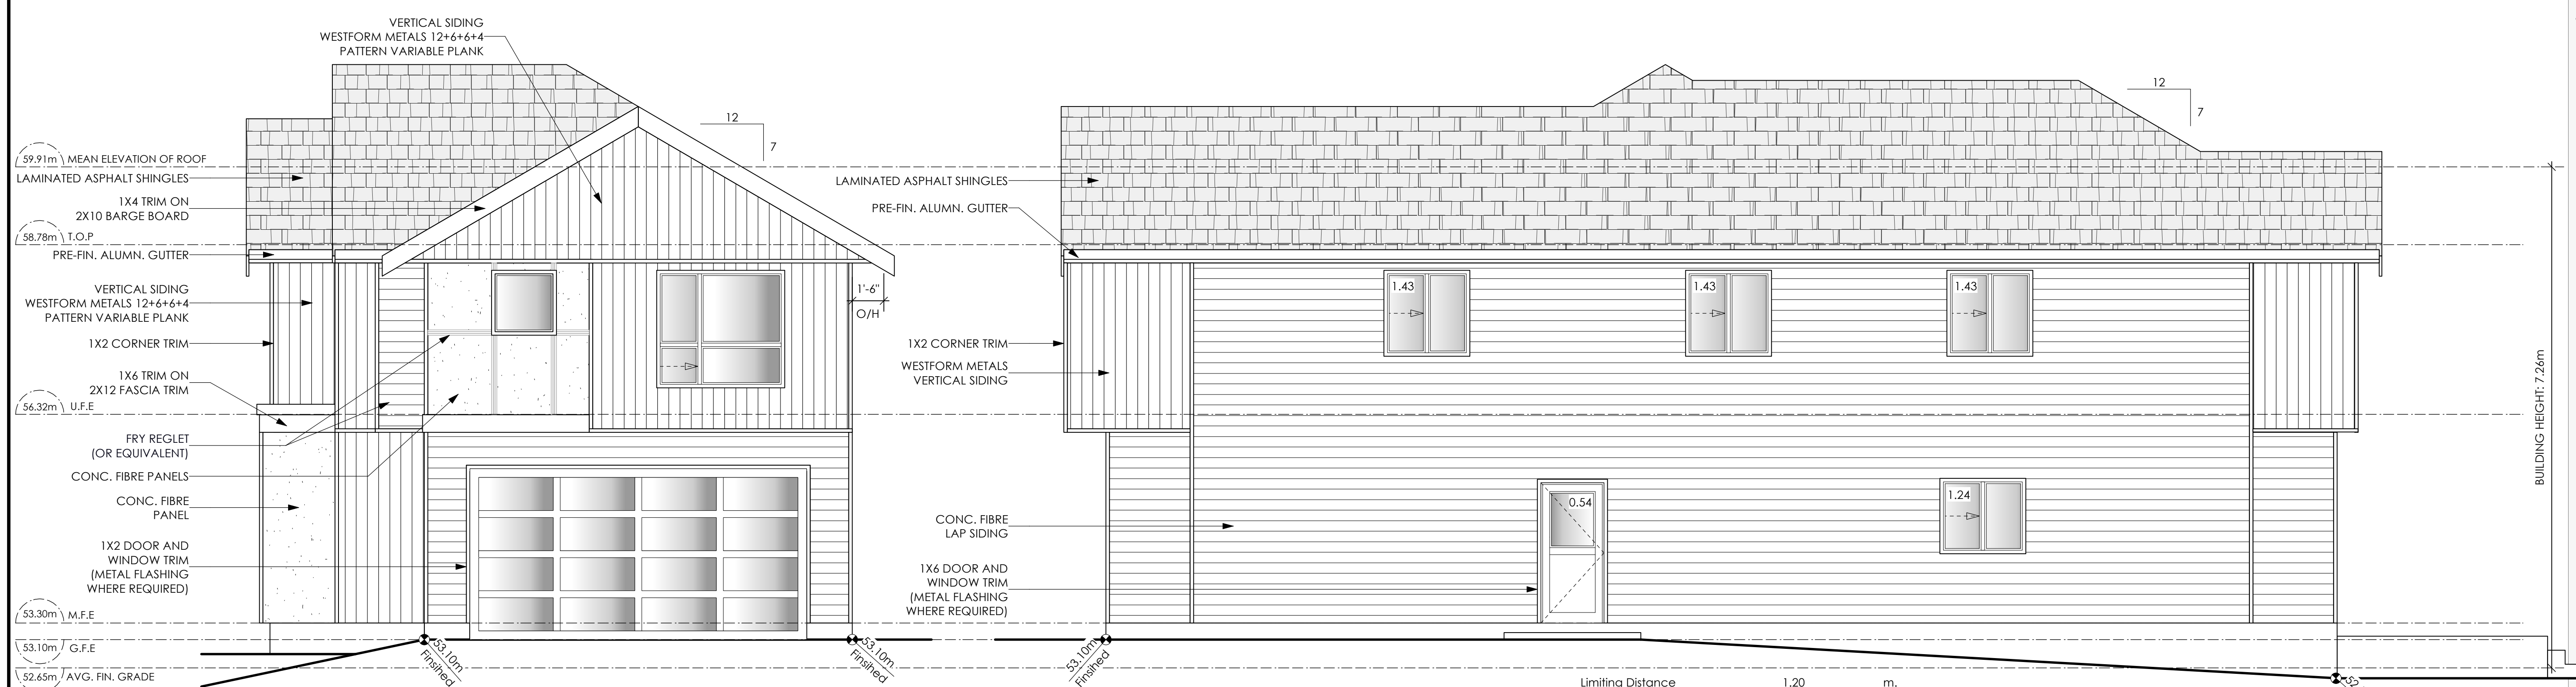 VERTICAL SIDING
WESTFORM METALS 12+6+6+4
PATTERN VARIABLE PLANK
12
7
59.91m
MEAN ELEVATION OF ROOF
LAMINATED ASPHALT SHINGLES
1X4 TRIM ON
2X10 BARGE BOARD
58.78m
T.O.P
PRE-FIN. ALUMN. GUTTER
VERTICAL SIDING
WESTFORM METALS 12+6+6+4
PATTERN VARIABLE PLANK
1X2 CORNER TRIM
1X6 TRIM ON
2X12 FASCIA TRIM
56.32m
U.F.E
FRY REGLET
(OR EQUIVALENT)
CONC. FIBRE PANELS
CONC. FIBRE
PANEL
1X2 DOOR AND
WINDOW TRIM
(METAL FLASHING
WHERE REQUIRED)
53.30m
M.F.E
53.10m
G.F.E
52.65m
AVG. FIN. GRADE
1'-6"
O/H
53.10m
Finsihed
53.10m
Finsihed
12
7
LAMINATED ASPHALT SHINGLES
PRE-FIN. ALUMN. GUTTER
1X2 CORNER TRIM
WESTFORM METALS
VERTICAL SIDING
CONC. FIBRE
LAP SIDING
1X6 DOOR AND
WINDOW TRIM
(METAL FLASHING
WHERE REQUIRED)
1.43
1.43
1.43
0.54
1.24
53.10m
Finsihed
BUILDING HEIGHT: 7.26m
Limiting Distance 1.20 m.